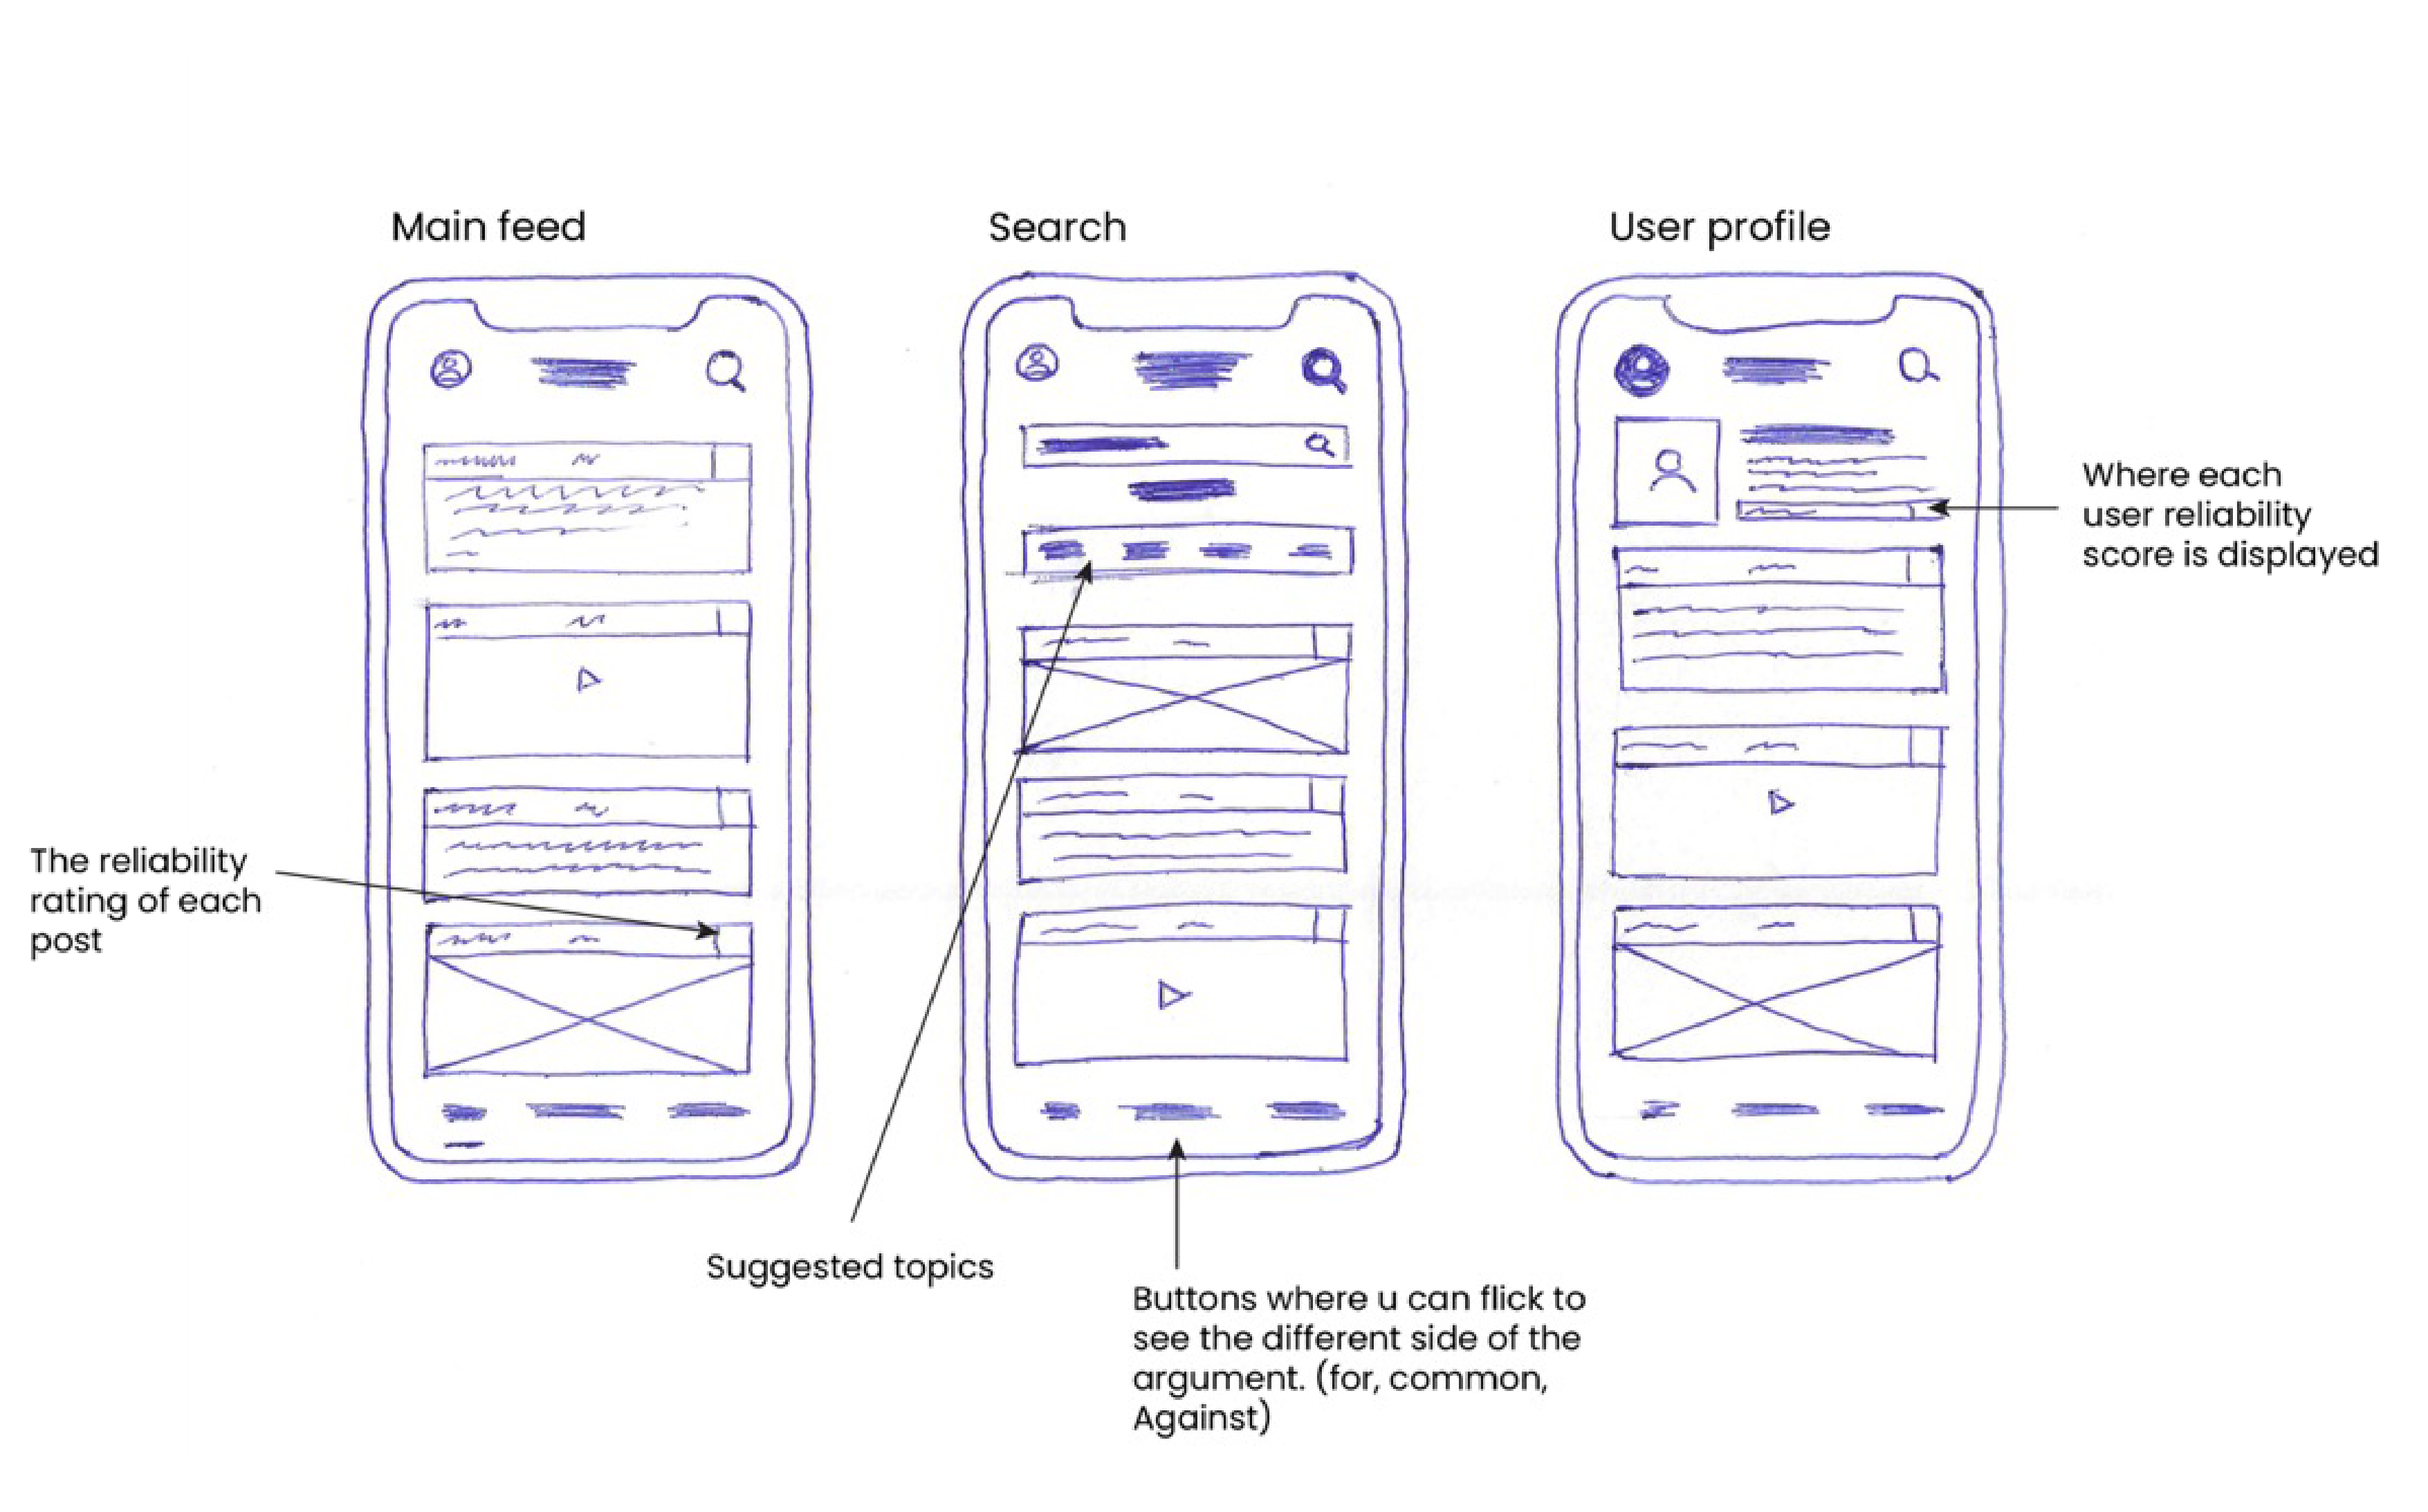 Main feed
Search
User profile
Where each
user reliability
score is displayed
The reliability
rating of each
post
Suggested topics
Buttons where u can flick to
see the different side of the
argument. (for, common,
Against)